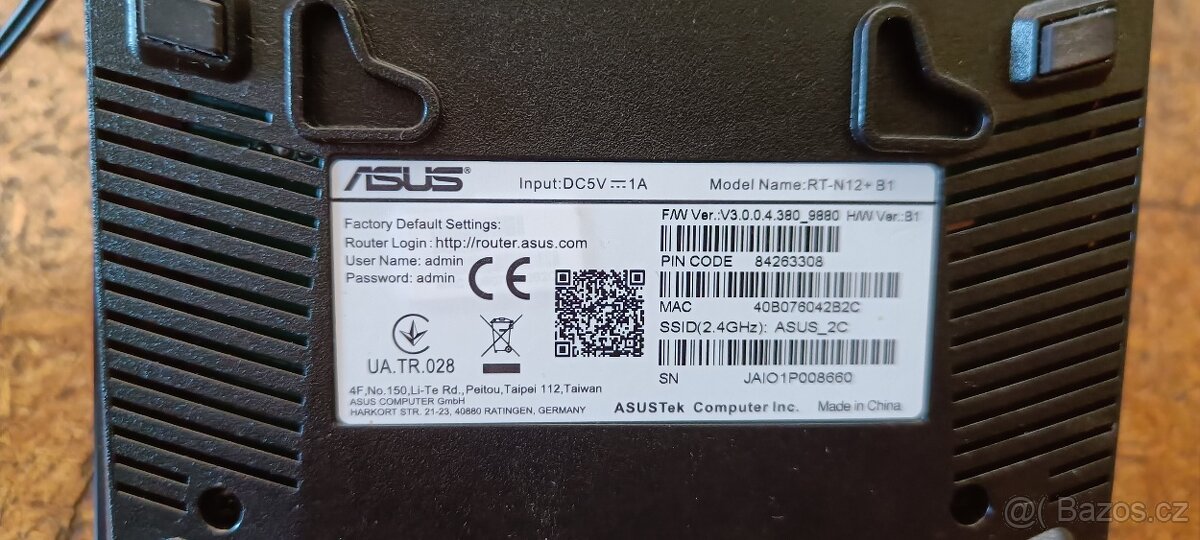 ASUS® Input:DC5V⎓1A Model Name:RT-N12+ B1
Factory Default Settings:
Router Login: http://router.asus.com
User Name: admin
Password: admin
CE
F/W Ver.:V3.0.0.4.380_9880 H/W Ver.:B1
PIN CODE 84263308
MAC 40B076042B2C
SSID(2.4GHz): ASUS_2C
SN JAIO1P008660
UA.TR.028
4F,No.150,Li-Te Rd.,Peitou,Taipei 112,Taiwan
ASUS COMPUTER GmbH
HARKORT STR. 21-23, 40880 RATINGEN, GERMANY
ASUSTek Computer Inc. Made in China
@( Bazos.cz